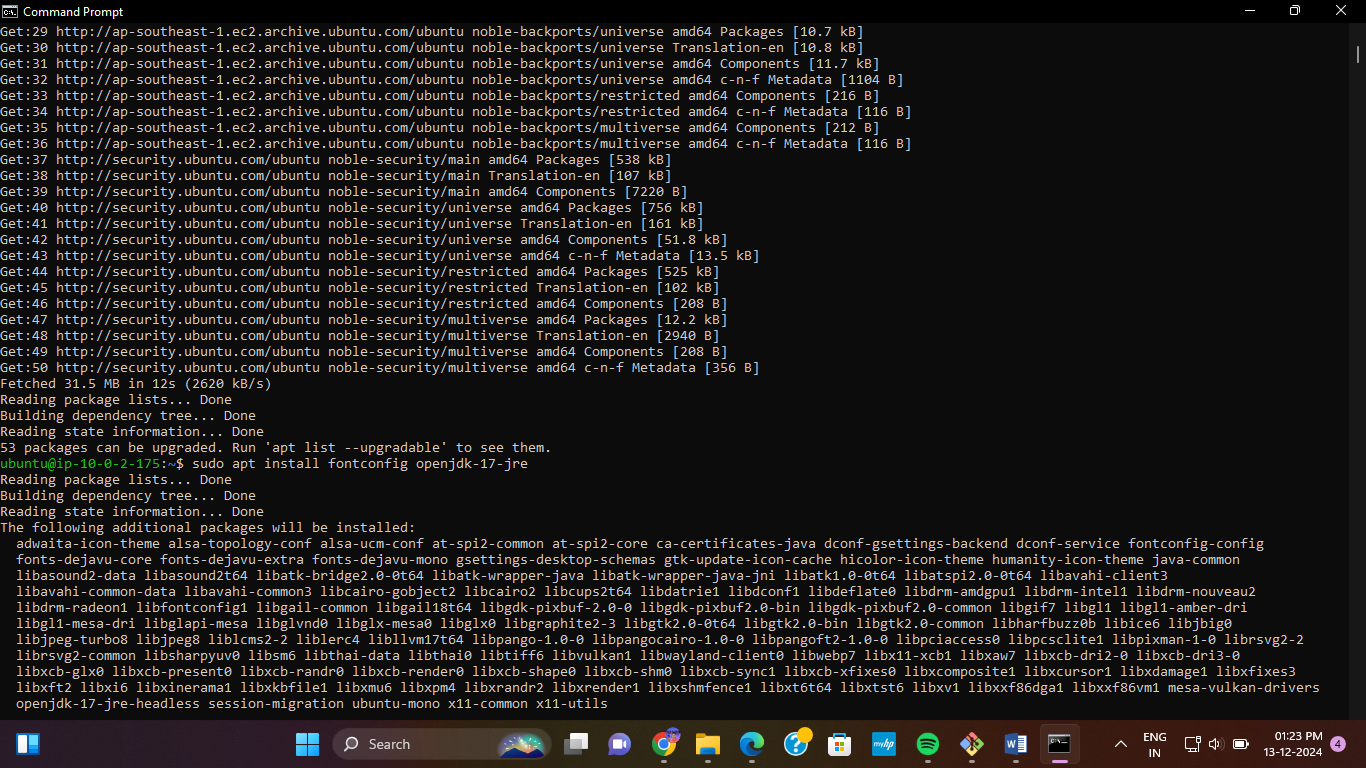 Command Prompt
Get:29 http://ap-southeast-1.ec2.archive.ubuntu.com/ubuntu noble-backports/universe amd64 Packages [10.7 kB]
Get:30 http://ap-southeast-1.ec2.archive.ubuntu.com/ubuntu noble-backports/universe Translation-en [10.8 kB]
Get:31 http://ap-southeast-1.ec2.archive.ubuntu.com/ubuntu noble-backports/universe amd64 Components [11.7 kB]
Get:32 http://ap-southeast-1.ec2.archive.ubuntu.com/ubuntu noble-backports/universe amd64 c-n-f Metadata [1104 B]
Get:33 http://ap-southeast-1.ec2.archive.ubuntu.com/ubuntu noble-backports/restricted amd64 Components [216 B]
Get:34 http://ap-southeast-1.ec2.archive.ubuntu.com/ubuntu noble-backports/restricted amd64 c-n-f Metadata [116 B]
Get:35 http://ap-southeast-1.ec2.archive.ubuntu.com/ubuntu noble-backports/multiverse amd64 Components [212 B]
Get:36 http://ap-southeast-1.ec2.archive.ubuntu.com/ubuntu noble-backports/multiverse amd64 c-n-f Metadata [116 B]
Get:37 http://security.ubuntu.com/ubuntu noble-security/main amd64 Packages [538 kB]
Get:38 http://security.ubuntu.com/ubuntu noble-security/main Translation-en [107 kB]
Get:39 http://security.ubuntu.com/ubuntu noble-security/main amd64 Components [7220 B]
Get:40 http://security.ubuntu.com/ubuntu noble-security/universe amd64 Packages [756 kB]
Get:41 http://security.ubuntu.com/ubuntu noble-security/universe Translation-en [161 kB]
Get:42 http://security.ubuntu.com/ubuntu noble-security/universe amd64 Components [51.8 kB]
Get:43 http://security.ubuntu.com/ubuntu noble-security/universe amd64 c-n-f Metadata [13.5 kB]
Get:44 http://security.ubuntu.com/ubuntu noble-security/restricted amd64 Packages [525 kB]
Get:45 http://security.ubuntu.com/ubuntu noble-security/restricted Translation-en [102 kB]
Get:46 http://security.ubuntu.com/ubuntu noble-security/restricted amd64 Components [208 B]
Get:47 http://security.ubuntu.com/ubuntu noble-security/multiverse amd64 Packages [12.2 kB]
Get:48 http://security.ubuntu.com/ubuntu noble-security/multiverse Translation-en [2940 B]
Get:49 http://security.ubuntu.com/ubuntu noble-security/multiverse amd64 Components [208 B]
Get:50 http://security.ubuntu.com/ubuntu noble-security/multiverse amd64 c-n-f Metadata [356 B]
Fetched 31.5 MB in 12s (2620 kB/s)
Reading package lists... Done
Building dependency tree... Done
Reading state information... Done
53 packages can be upgraded. Run 'apt list --upgradable' to see them.
ubuntu@ip-10-0-2-175:~$ sudo apt install fontconfig openjdk-17-jre
Reading package lists... Done
Building dependency tree... Done
Reading state information... Done
The following additional packages will be installed:
adwaita-icon-theme alsa-topology-conf alsa-ucm-conf at-spi2-common at-spi2-core ca-certificates-java dconf-gsettings-backend dconf-service fontconfig-config
fonts-dejavu-core fonts-dejavu-extra fonts-dejavu-mono gsettings-desktop-schemas gtk-update-icon-cache hicolor-icon-theme humanity-icon-theme java-common
libasound2-data libasound2t64 libatk-bridge2.0-0t64 libatk-wrapper-java libatk-wrapper-java-jni libatk1.0-0t64 libatspi2.0-0t64 libavahi-client3
libavahi-common-data libavahi-common3 libcairo-gobject2 libcairo2 libcups2t64 libdatrie1 libdconf1 libdeflate0 libdrm-amdgpu1 libdrm-intel1 libdrm-nouveau2
libdrm-radeon1 libfontconfig1 libgail-common libgail18t64 libgdk-pixbuf-2.0-0 libgdk-pixbuf2.0-bin libgdk-pixbuf2.0-common libgif7 libgl1 libgl1-amber-dri
libgl1-mesa-dri libglapi-mesa libglvnd0 libglx-mesa0 libglx0 libgraphite2-3 libgtk2.0-0t64 libgtk2.0-bin libgtk2.0-common libharfbuzz0b libice6 libjbig0
libjpeg-turbo8 libjpeg8 liblcms2-2 liblerc4 libllvm17t64 libpango-1.0-0 libpangocairo-1.0-0 libpangoft2-1.0-0 libpciaccess0 libpcsclite1 libpixman-1-0 librsvg2-2
librsvg2-common libsharpyuv0 libsm6 libthai-data libthai0 libtiff6 libvulkan1 libwayland-client0 libwebp7 libx11-xcb1 libxaw7 libxcb-dri2-0 libxcb-dri3-0
libxcb-glx0 libxcb-present0 libxcb-randr0 libxcb-render0 libxcb-shape0 libxcb-shm0 libxcb-sync1 libxcb-xfixes0 libxcomposite1 libxcursor1 libxdamage1 libxfixes3
libxft2 libxi6 libxinerama1 libxkbfile1 libxmu6 libxpm4 libxrandr2 libxrender1 libxshmfence1 libxt6t64 libxtst6 libxv1 libxxf86dga1 libxxf86vm1 mesa-vulkan-drivers
openjdk-17-jre-headless session-migration ubuntu-mono x11-common x11-utils
Search
myhp
ENG
IN
01:23 PM
13-12-2024
4